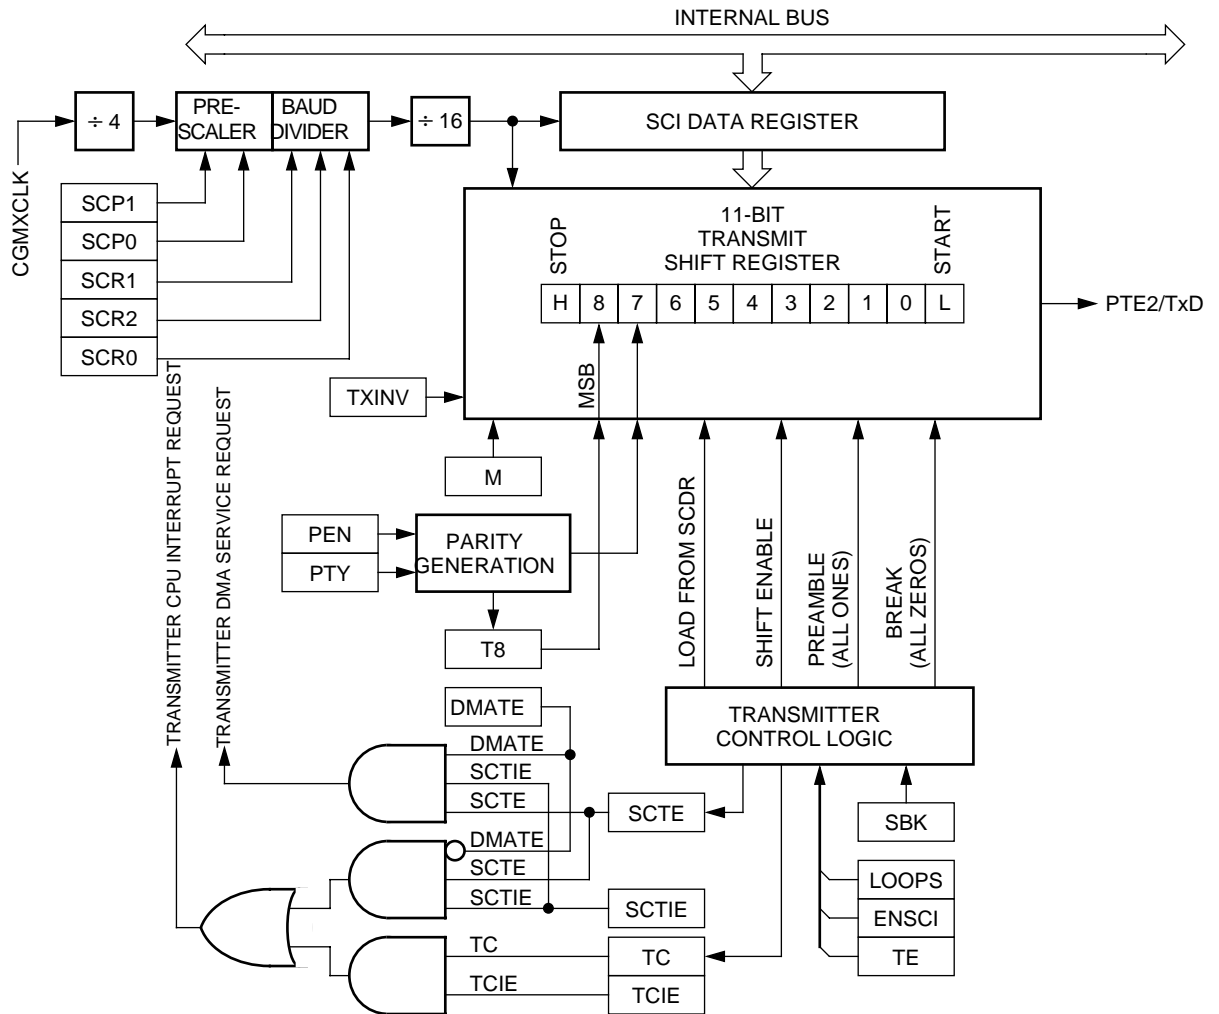 INTERNAL BUS
÷ 4
PRE-
SCALER
BAUD
DIVIDER
÷ 16
SCI DATA REGISTER
CGMXCLK
SCP1
SCP0
SCR1
SCR2
SCR0
11-BIT
TRANSMIT
SHIFT REGISTER
STOP
START
H 8 7 6 5 4 3 2 1 0 L
PTE2/TxD
TXINV
MSB
M
PEN
PTY
PARITY
GENERATION
T8
TRANSMITTER CPU INTERRUPT REQUEST
TRANSMITTER DMA SERVICE REQUEST
LOAD FROM SCDR
SHIFT ENABLE
PREAMBLE
(ALL ONES)
BREAK
(ALL ZEROS)
TRANSMITTER
CONTROL LOGIC
DMATE
DMATE
SCTIE
SCTE
SCTE
SBK
DMATE
SCTE
SCTIE
SCTIE
LOOPS
ENSCI
TE
TC
TC
TCIE
TCIE